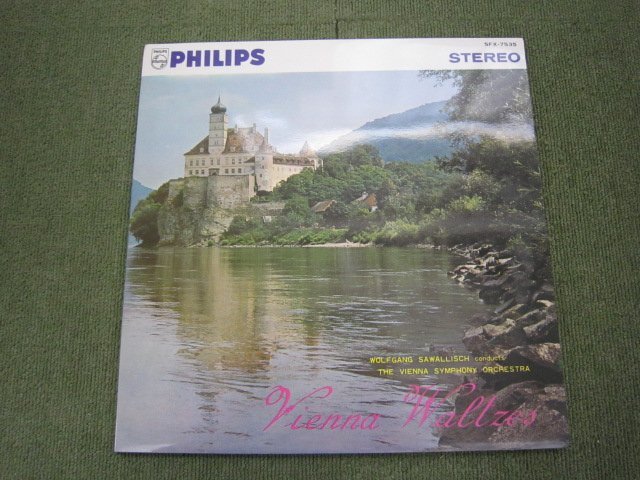 SFX-7535
PHILIPS
PHILIPS
STEREO
WOLFGANG SAWALLISCH conducts
THE VIENNA SYMPHONY ORCHESTRA
Vienna Waltzes